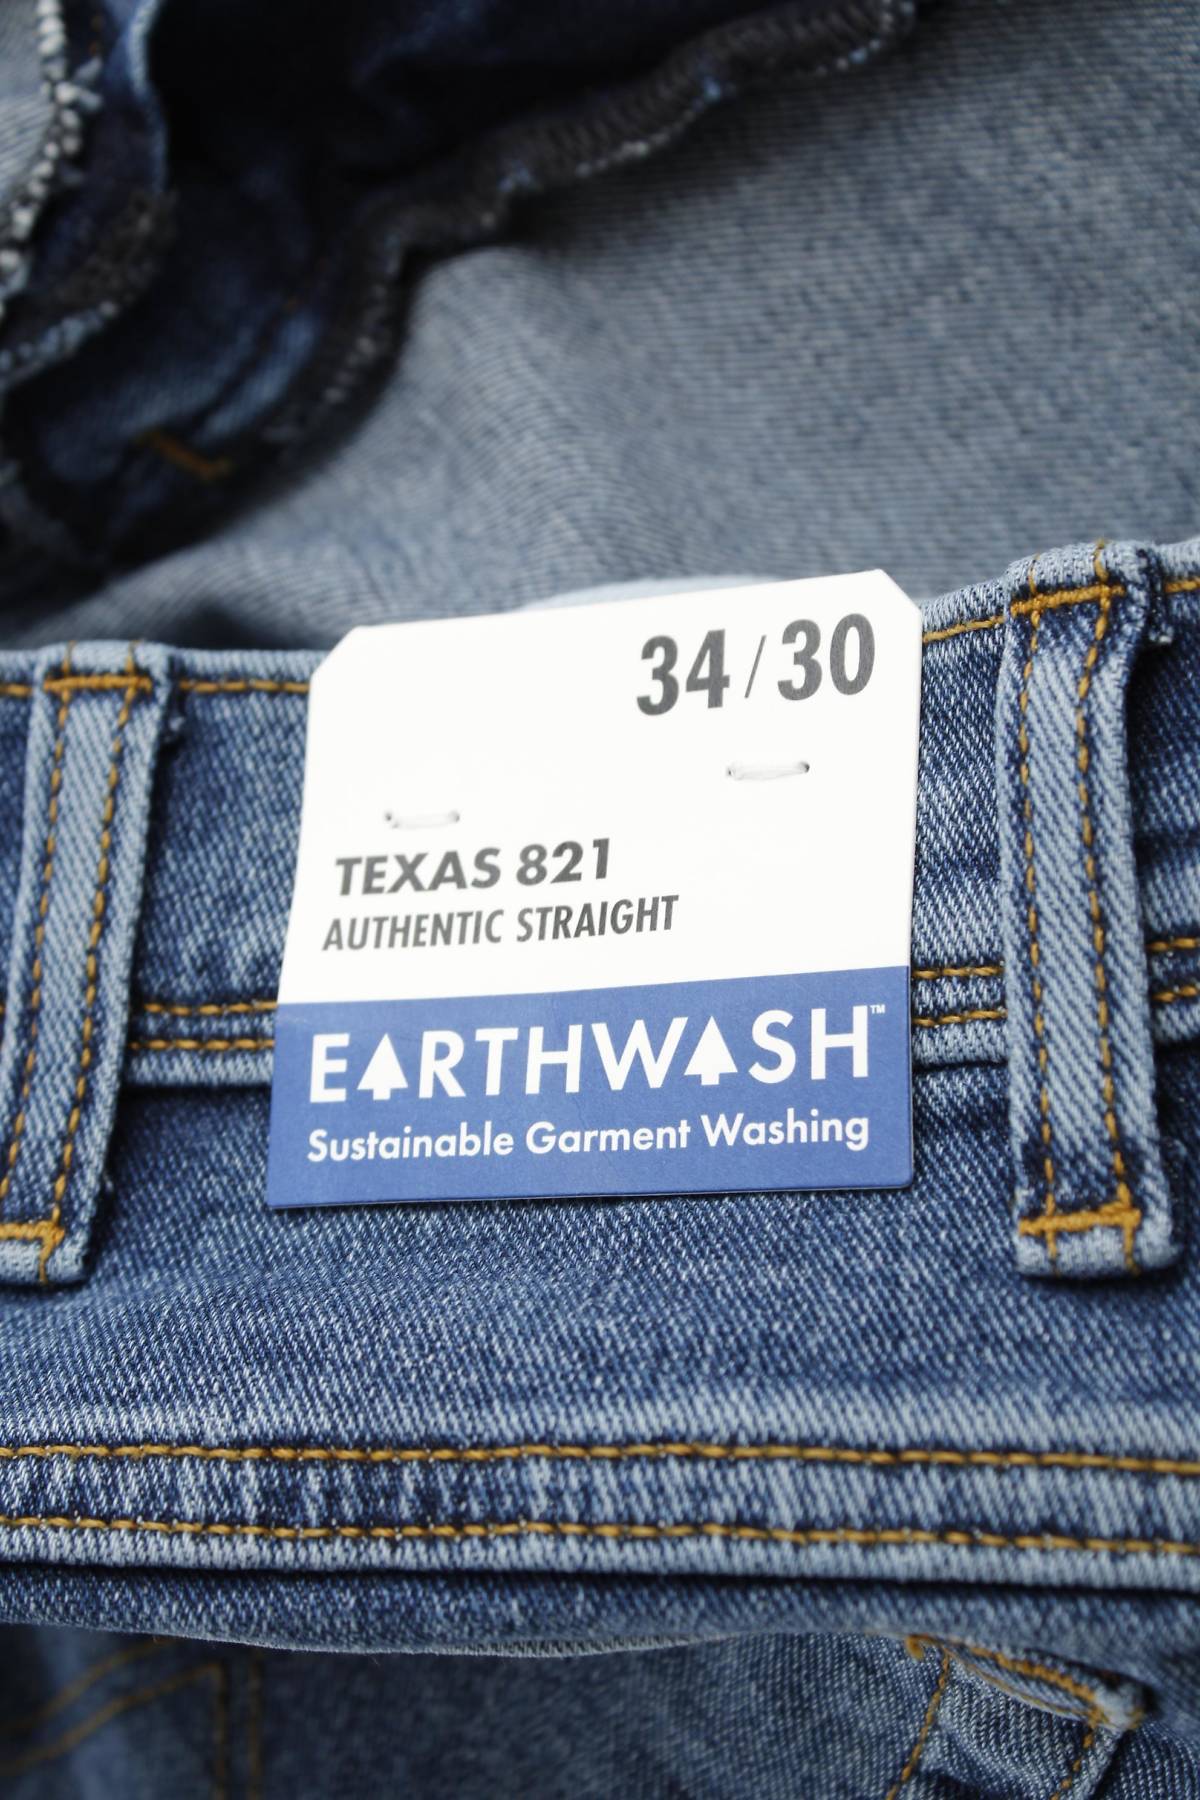 34/30
TEXAS 821
AUTHENTIC STRAIGHT
EARTHWASH™
Sustainable Garment Washing